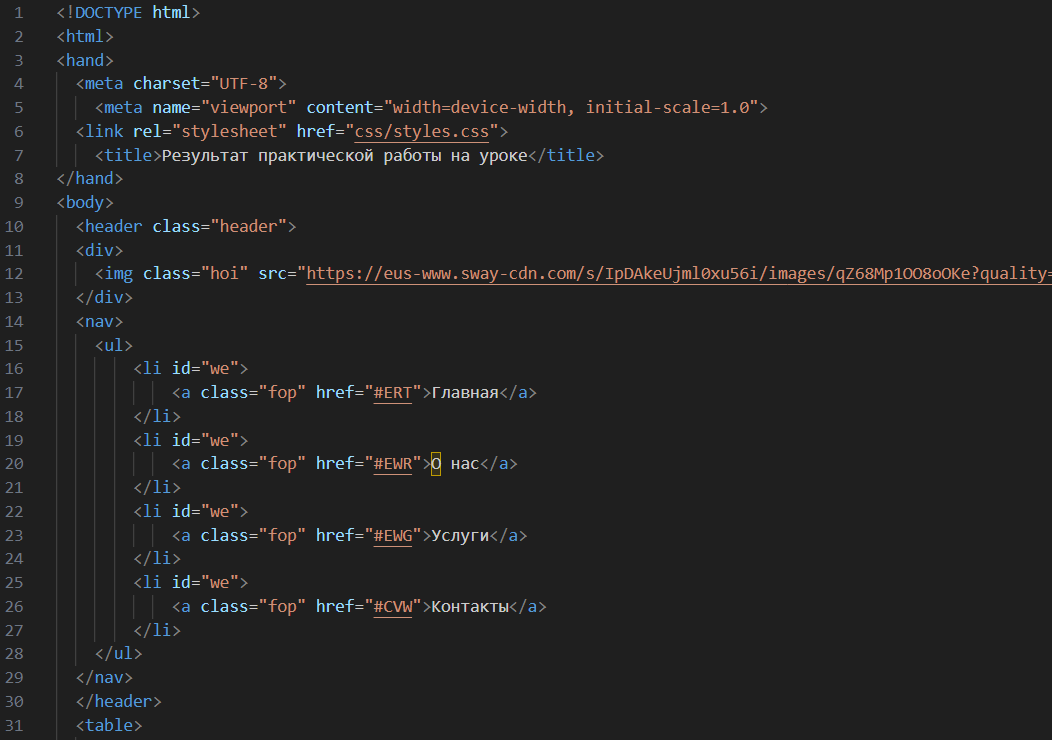 1 <!DOCTYPE html>
2 <html>
3 <hand>
4 <meta charset="UTF-8">
5 <meta name="viewport" content="width=device-width, initial-scale=1.0">
6 <link rel="stylesheet" href="css/styles.css">
7 <title>Результат практической работы на уроке</title>
8 </hand>
9 <body>
10 <header class="header">
11 <div>
12 <img class="hoi" src="https://eus-www.sway-cdn.com/s/IpDAkeUjml0xu56i/images/qZ68Mp1OO8oOKe?quality=
13 </div>
14 <nav>
15 <ul>
16 <li id="we">
17 <a class="fop" href="#ERT">Главная</a>
18 </li>
19 <li id="we">
20 <a class="fop" href="#EWR">О нас</a>
21 </li>
22 <li id="we">
23 <a class="fop" href="#EWG">Услуги</a>
24 </li>
25 <li id="we">
26 <a class="fop" href="#CVW">Контакты</a>
27 </li>
28 </ul>
29 </nav>
30 </header>
31 <table>